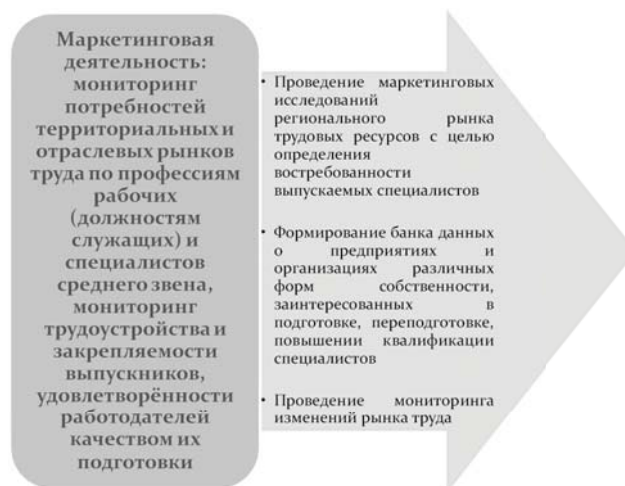 Маркетинговая
деятельность:
мониторинг
потребностей
территориальных и
отраслевых рынков
труда по профессиям
рабочих
(должностям
служащих) и
специалистов
среднего звена,
мониторинг
трудоустройства и
закрепляемости
выпускников,
удовлетворённости
работодателей
качеством их
подготовки
• Проведение маркетинговых
исследований
регионального рынка
трудовых ресурсов с целью
определения
востребованности
выпускаемых специалистов
• Формирование банка данных
о предприятиях и
организациях различных
форм собственности,
заинтересованных в
подготовке, переподготовке,
повышении квалификации
специалистов
• Проведение мониторинга
изменений рынка труда